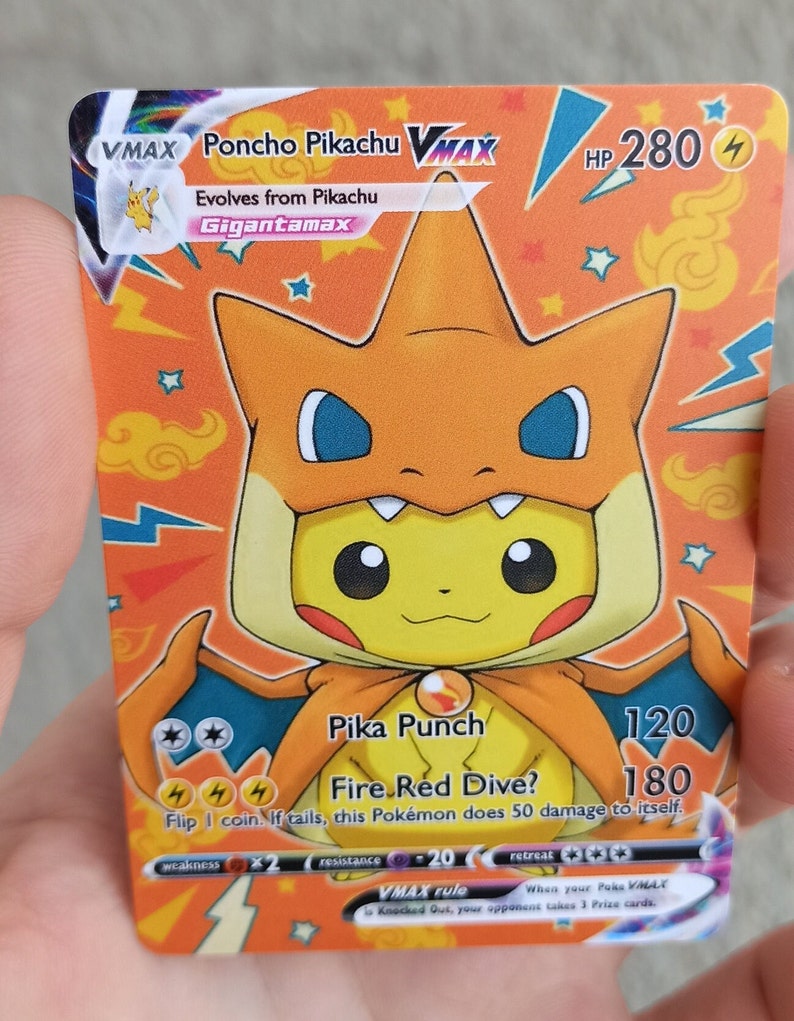 VMAX Poncho Pikachu VMAX HP 280
Evolves from Pikachu
Gigantamax
Pika Punch 120
Fire Red Dive? 180
Flip 1 coin. If tails, this Pokémon does 50 damage to itself.
weakness ×2 resistance -20 retreat
VMAX rule When your Poke VMAX
is Knocked Out, your opponent takes 3 Prize cards.